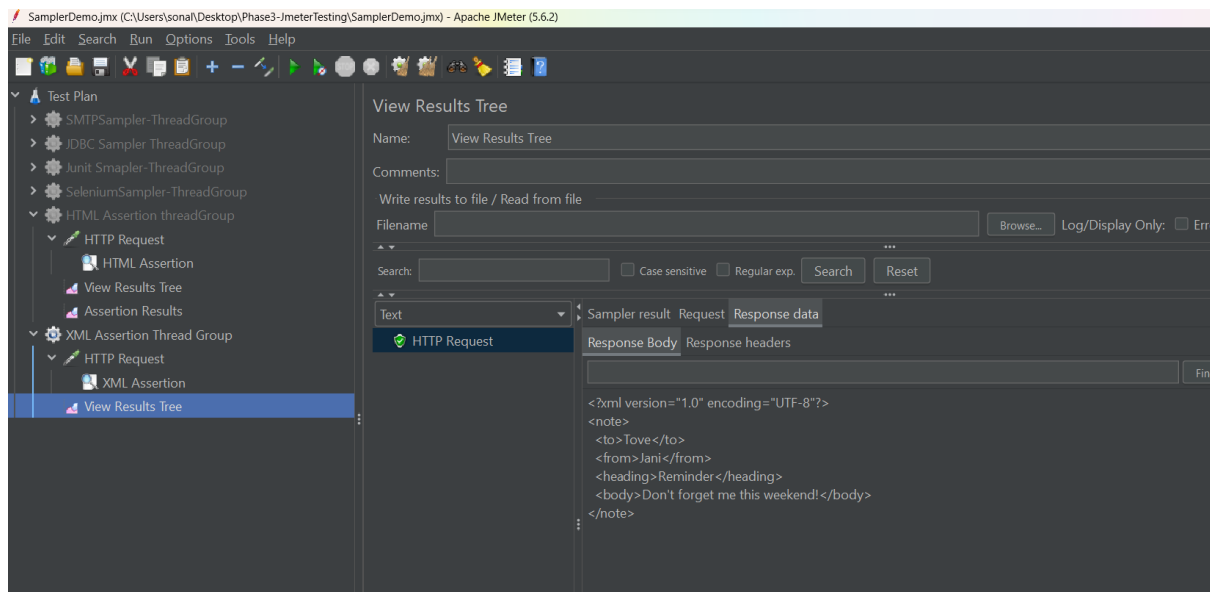 SamplerDemo.jmx (C:\Users\sonal\Desktop\Phase3-JmeterTesting\SamplerDemo.jmx) - Apache JMeter (5.6.2)
File Edit Search Run Options Tools Help
Test Plan
SMTPSampler-ThreadGroup
JDBC Sampler ThreadGroup
Junit Smapler-ThreadGroup
SeleniumSampler-ThreadGroup
HTML Assertion threadGroup
HTTP Request
HTML Assertion
View Results Tree
Assertion Results
XML Assertion Thread Group
HTTP Request
XML Assertion
View Results Tree
View Results Tree
Name: View Results Tree
Comments:
Write results to file / Read from file
Filename Browse... Log/Display Only: Err
Search: Case sensitive Regular exp. Search Reset
Text
HTTP Request
Sampler result Request Response data
Response Body Response headers
Fin
<?xml version="1.0" encoding="UTF-8"?>
<note>
<to>Tove</to>
<from>Jani</from>
<heading>Reminder</heading>
<body>Don't forget me this weekend!</body>
</note>